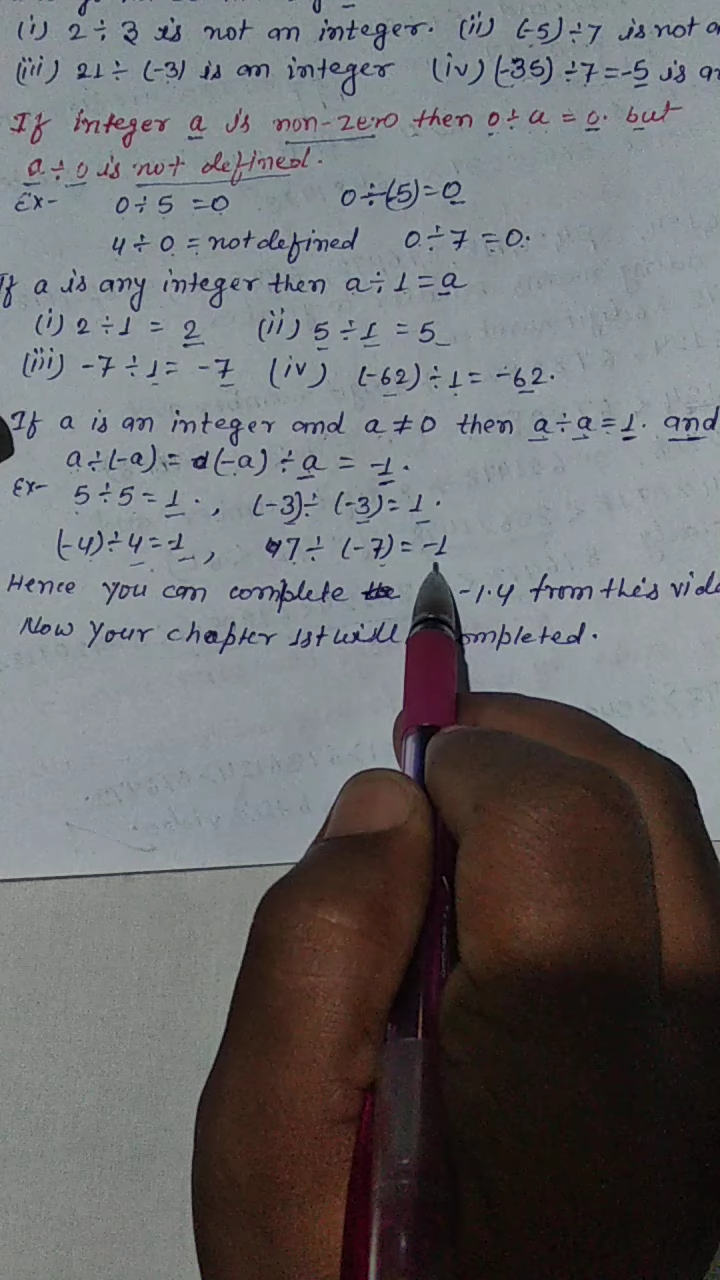 (i) 2 ÷ 3 is not an integer. (ii) (-5) ÷ 7 is not
(iii) 21 ÷ (-3) is an integer (iv) (-35) ÷ 7 = -5 is
If integer a is non-zero then 0 ÷ a = 0. but
a ÷ 0 is not defined.
Ex- 0 ÷ 5 = 0 0 ÷ (-5) = 0
4 ÷ 0 = not defined 0 ÷ 7 = 0.
If a is any integer then a ÷ 1 = a
(i) 2 ÷ 1 = 2 (ii) 5 ÷ 1 = 5
(iii) -7 ÷ 1 = -7 (iv) (-62) ÷ 1 = -62.
If a is an integer and a ≠ 0 then a ÷ a = 1. and
a ÷ (-a) = (-a) ÷ a = -1.
Ex- 5 ÷ 5 = 1., (-3) ÷ (-3) = 1.
(-4) ÷ 4 = -1, 7 ÷ (-7) = -1
Hence you can complete -1.4 from this
Now Your chapter 1st will completed.